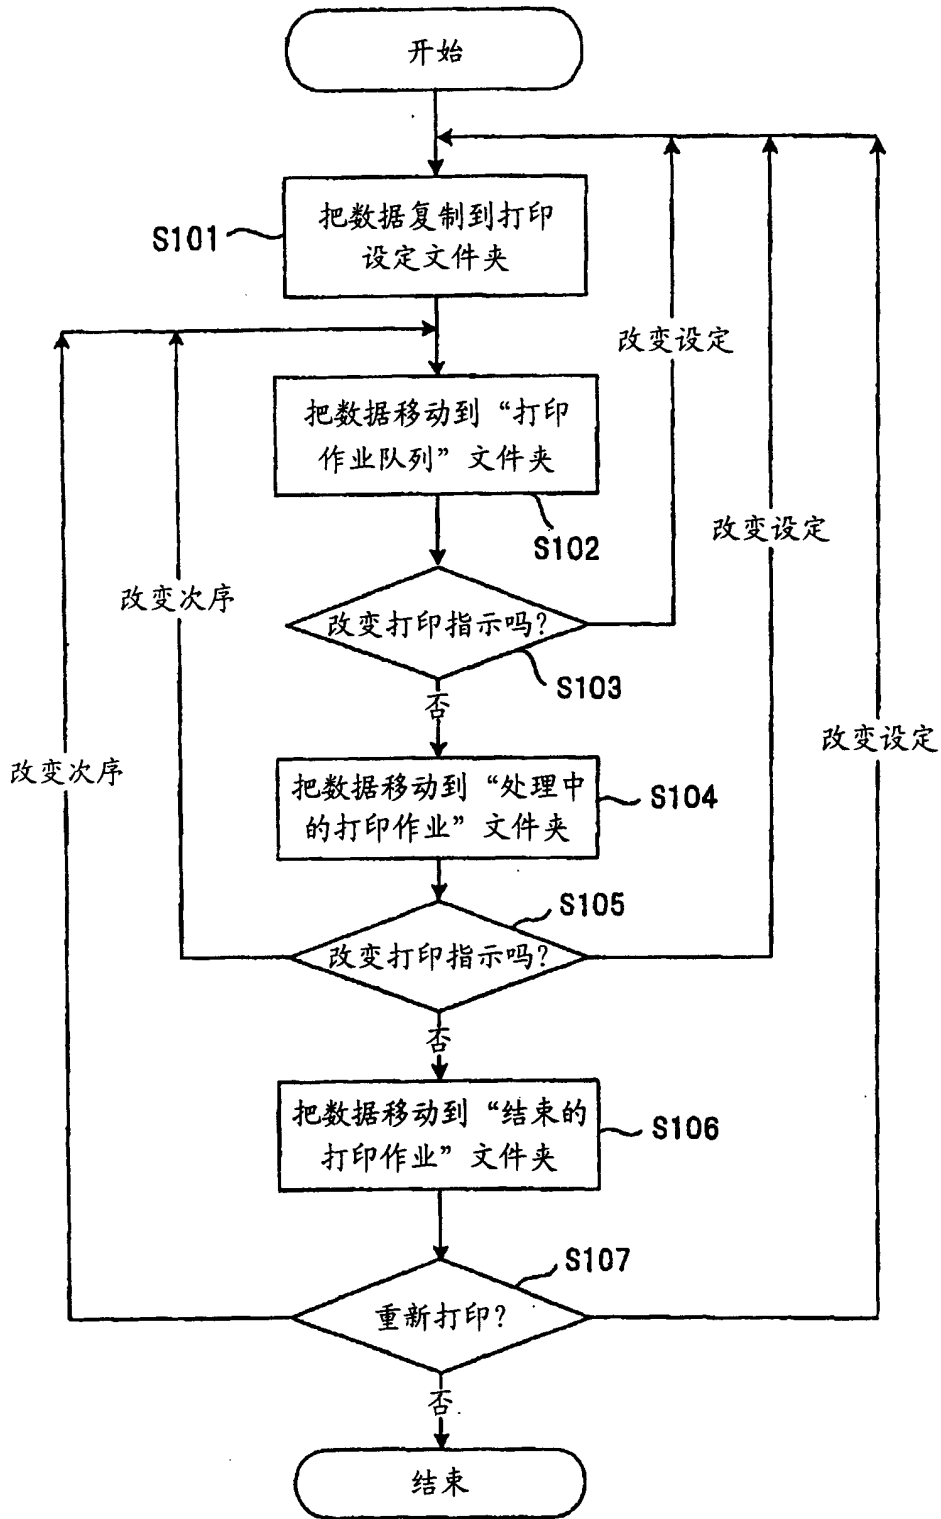 开始
把数据复制到打印
设定文件夹
S101
改变设定
把数据移动到“打印
作业队列”文件夹
S102
改变设定
改变次序
改变打印指示吗？
S103
否
改变设定
改变次序
把数据移动到“处理中
的打印作业”文件夹
S104
S105
改变打印指示吗？
否
把数据移动到“结束的
打印作业”文件夹
S106
S107
重新打印？
否
结束